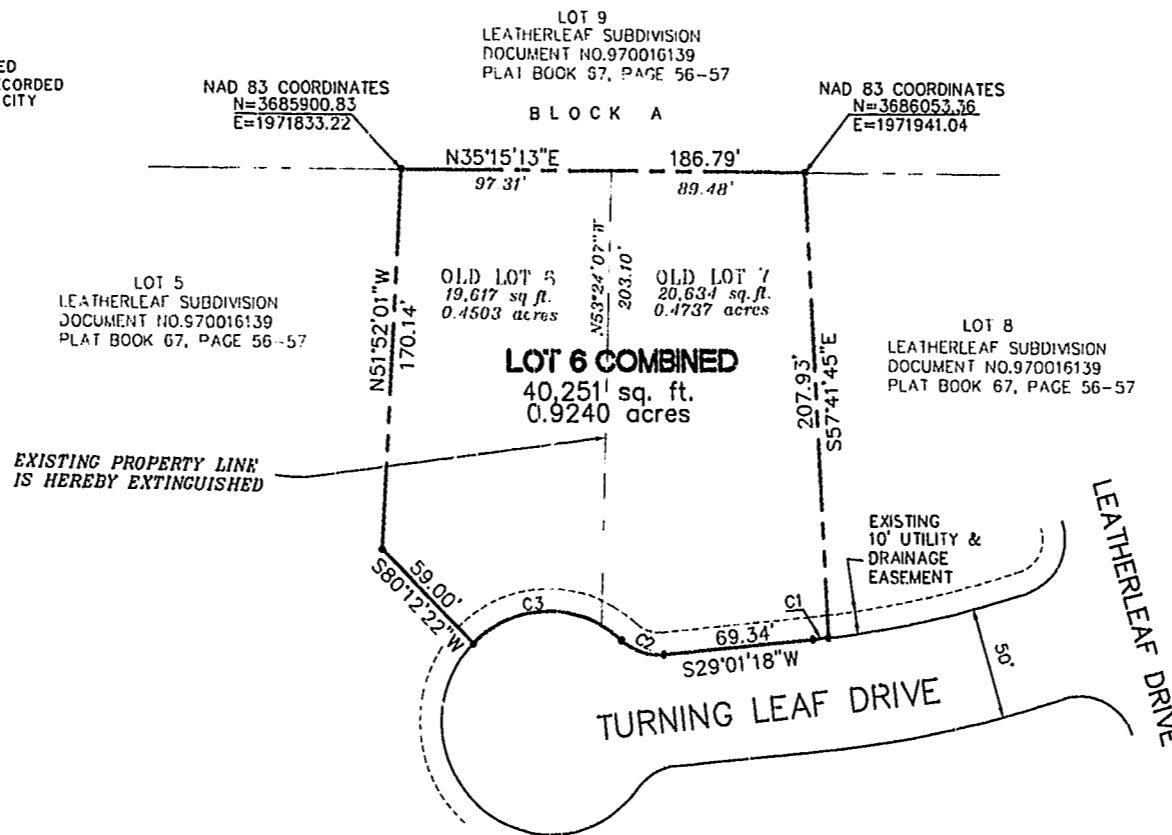 LOT 9
LEATHERLEAF SUBDIVISION
DOCUMENT NO.970016139
PLAT BOOK 67, PAGE 56-57
ED
ECORDED
CITY
NAD 83 COORDINATES
N=3685900.83
E=1971833.22
BLOCK A
NAD 83 COORDINATES
N=3686053.36
E=1971941.04
N35°15'13"E
186.79'
97.31'
89.48'
LOT 5
LEATHERLEAF SUBDIVISION
DOCUMENT NO.970016139
PLAT BOOK 67, PAGE 56-57
N51°52'01"W
170.14'
OLD LOT
19,617 sq ft.
0.4503 acres
N53°24'07"W
203.10'
OLD LOT 7
20,634 sq.ft.
0.4737 acres
207.93'
S57°41'45"E
LOT 8
LEATHERLEAF SUBDIVISION
DOCUMENT NO.970016139
PLAT BOOK 67, PAGE 56-57
LOT 6 COMBINED
40,251 sq. ft.
0.9240 acres
EXISTING PROPERTY LINE
IS HEREBY EXTINGUISHED
EXISTING
10' UTILITY &
DRAINAGE
EASEMENT
59.00'
S80°12'22"W
C3
C2
69.34'
S29°01'18"W
C1
50'
TURNING LEAF DRIVE
LEATHERLEAF DRIVE